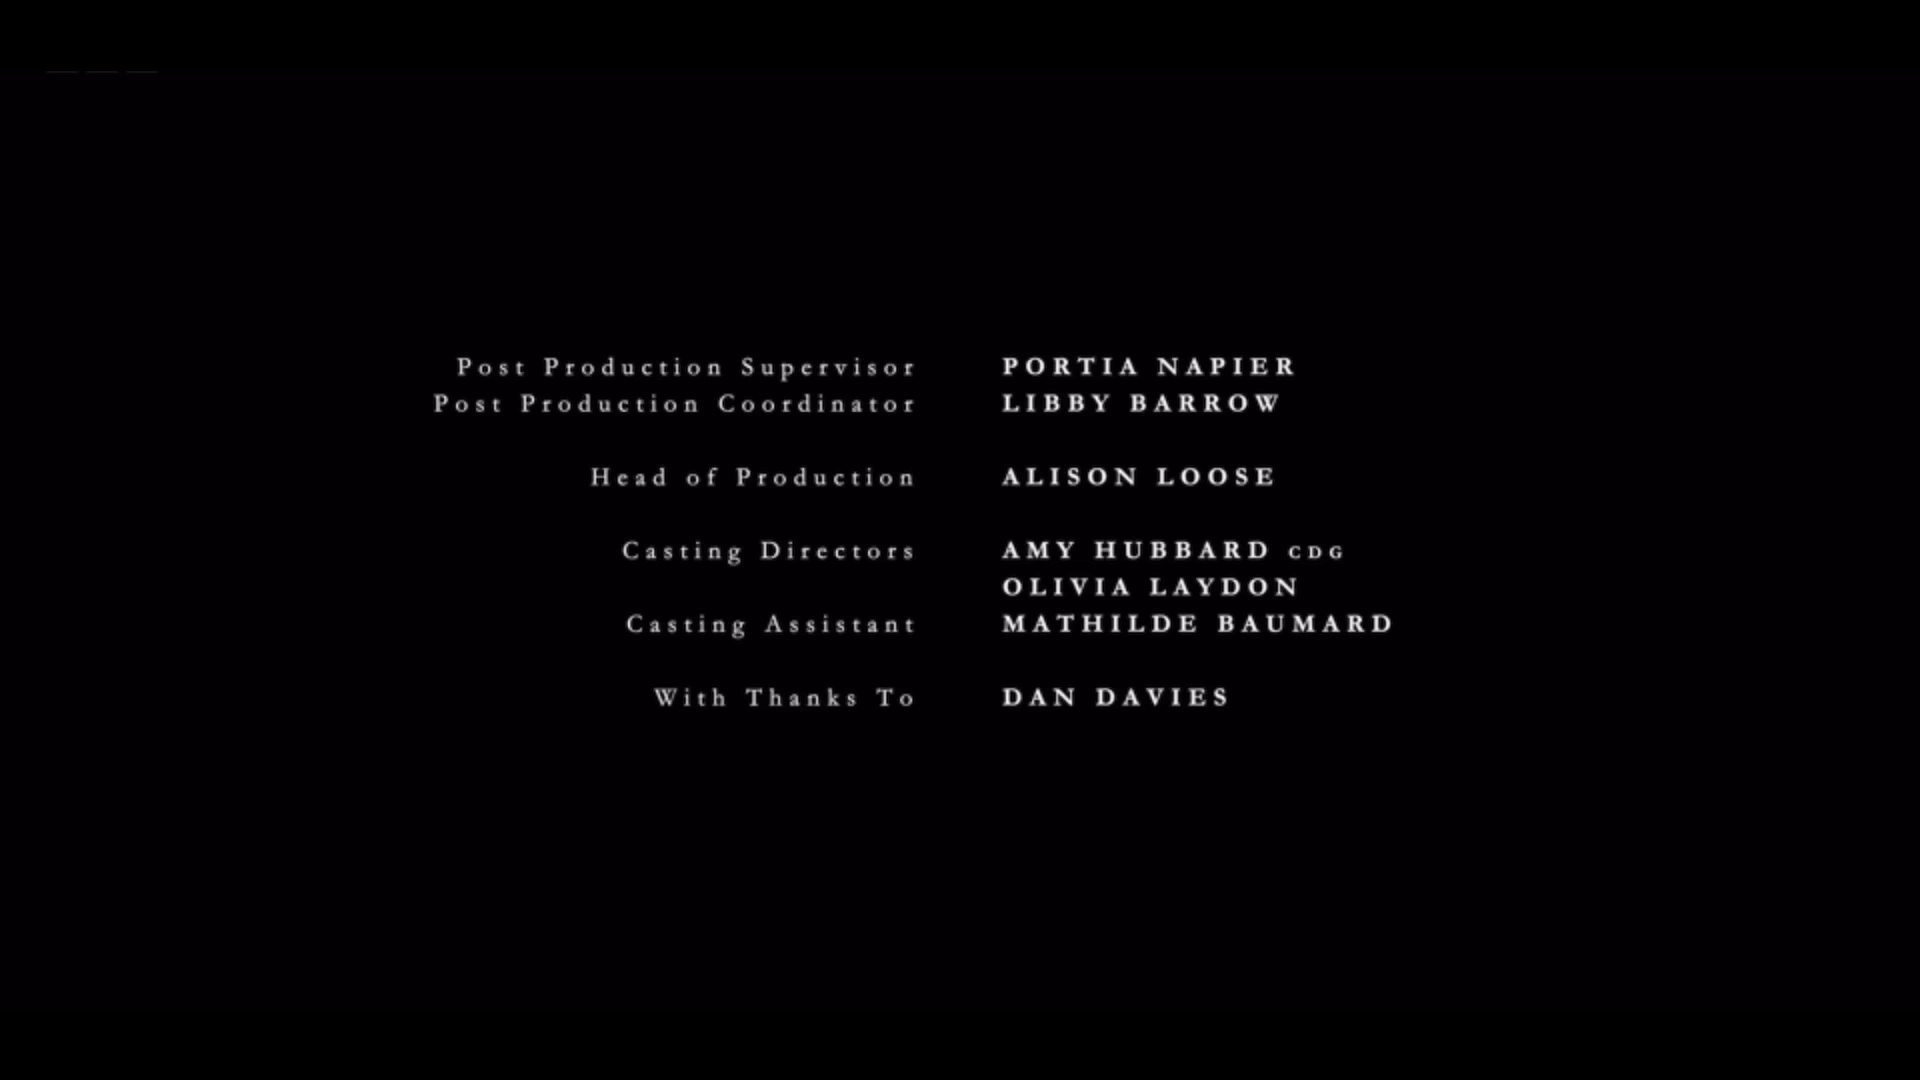 Post Production Supervisor PORTIA NAPIER
Post Production Coordinator LIBBY BARROW
Head of Production ALISON LOOSE
Casting Directors AMY HUBBARD CDG
OLIVIA LAYDON
Casting Assistant MATHILDE BAUMARD
With Thanks To DAN DAVIES